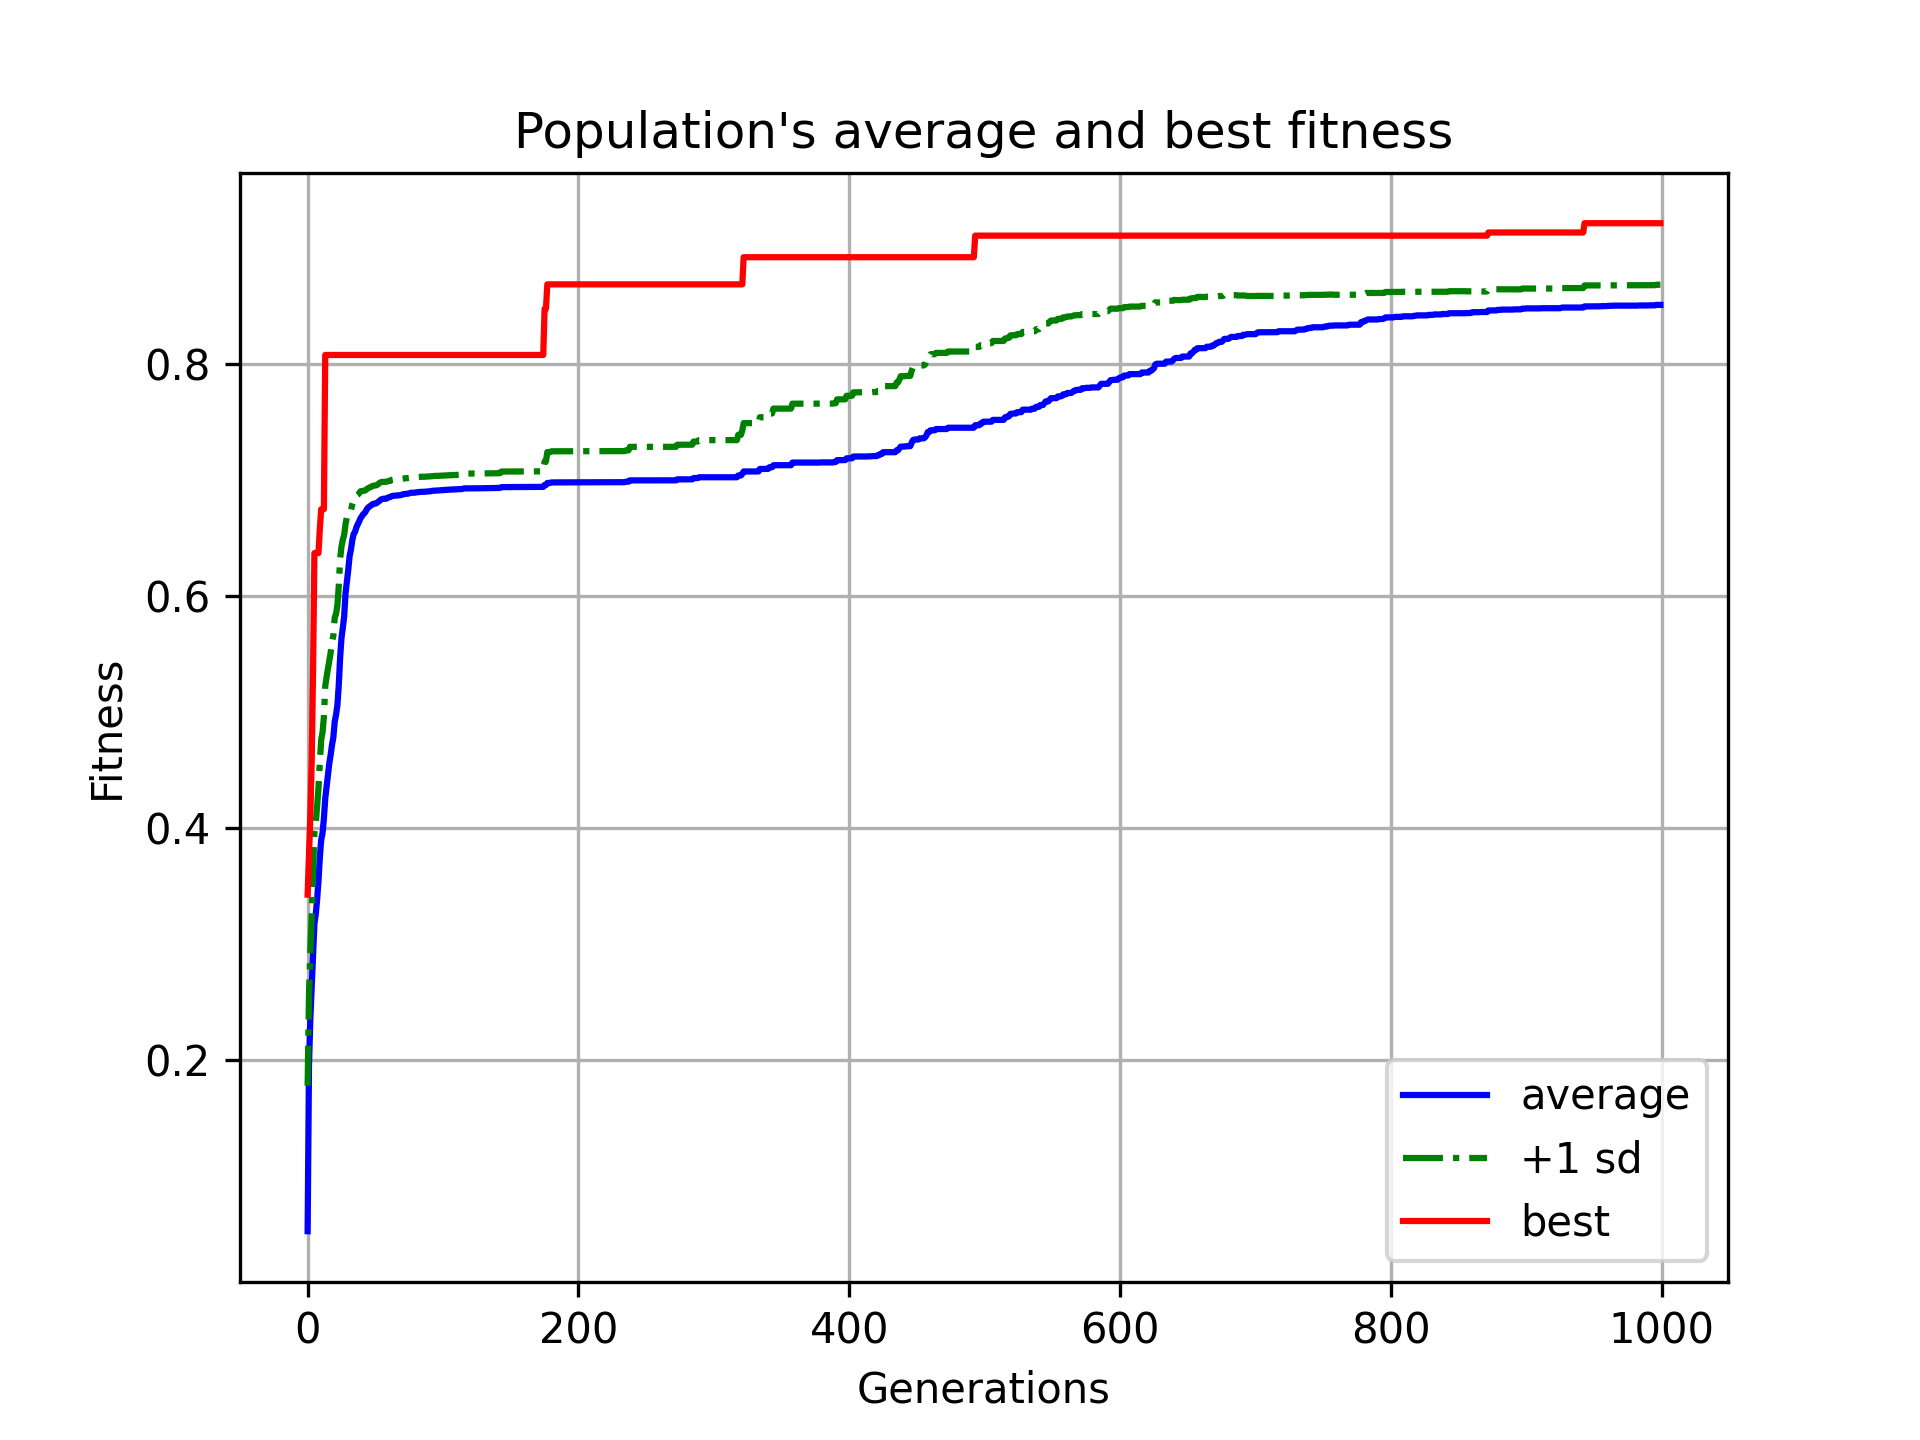 Population's average and best fitness
Fitness
0.8
0.6
0.4
0.2
0 200 400 600 800 1000
Generations
average
+1 sd
best